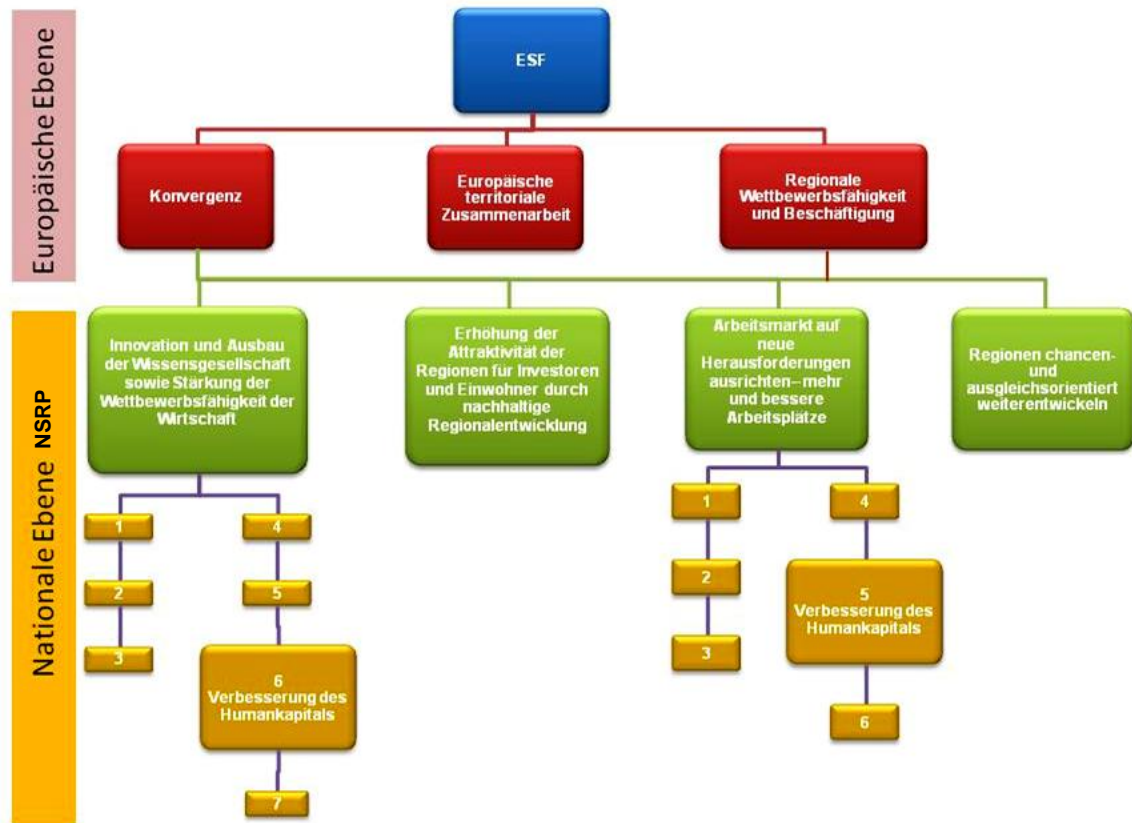 Europäische Ebene
ESF
Konvergenz
Europäische
territoriale
Zusammenarbeit
Regionale
Wettbewerbsfähigkeit
und Beschäftigung
Nationale Ebene NSRP
Innovation und Ausbau
der Wissensgesellschaft
sowie Stärkung der
Wettbewerbsfähigkeit der
Wirtschaft
Erhöhung der
Attraktivität der
Regionen für Investoren
und Einwohner durch
nachhaltige
Regionalentwicklung
Arbeitsmarkt auf
neue
Herausforderungen
ausrichten– mehr
und bessere
Arbeitsplätze
Regionen chancen-
und
ausgleichsorientiert
weiterentwickeln
1
2
3
4
5
6
Verbesserung des
Humankapitals
7
1
2
3
4
5
Verbesserung des
Humankapitals
6